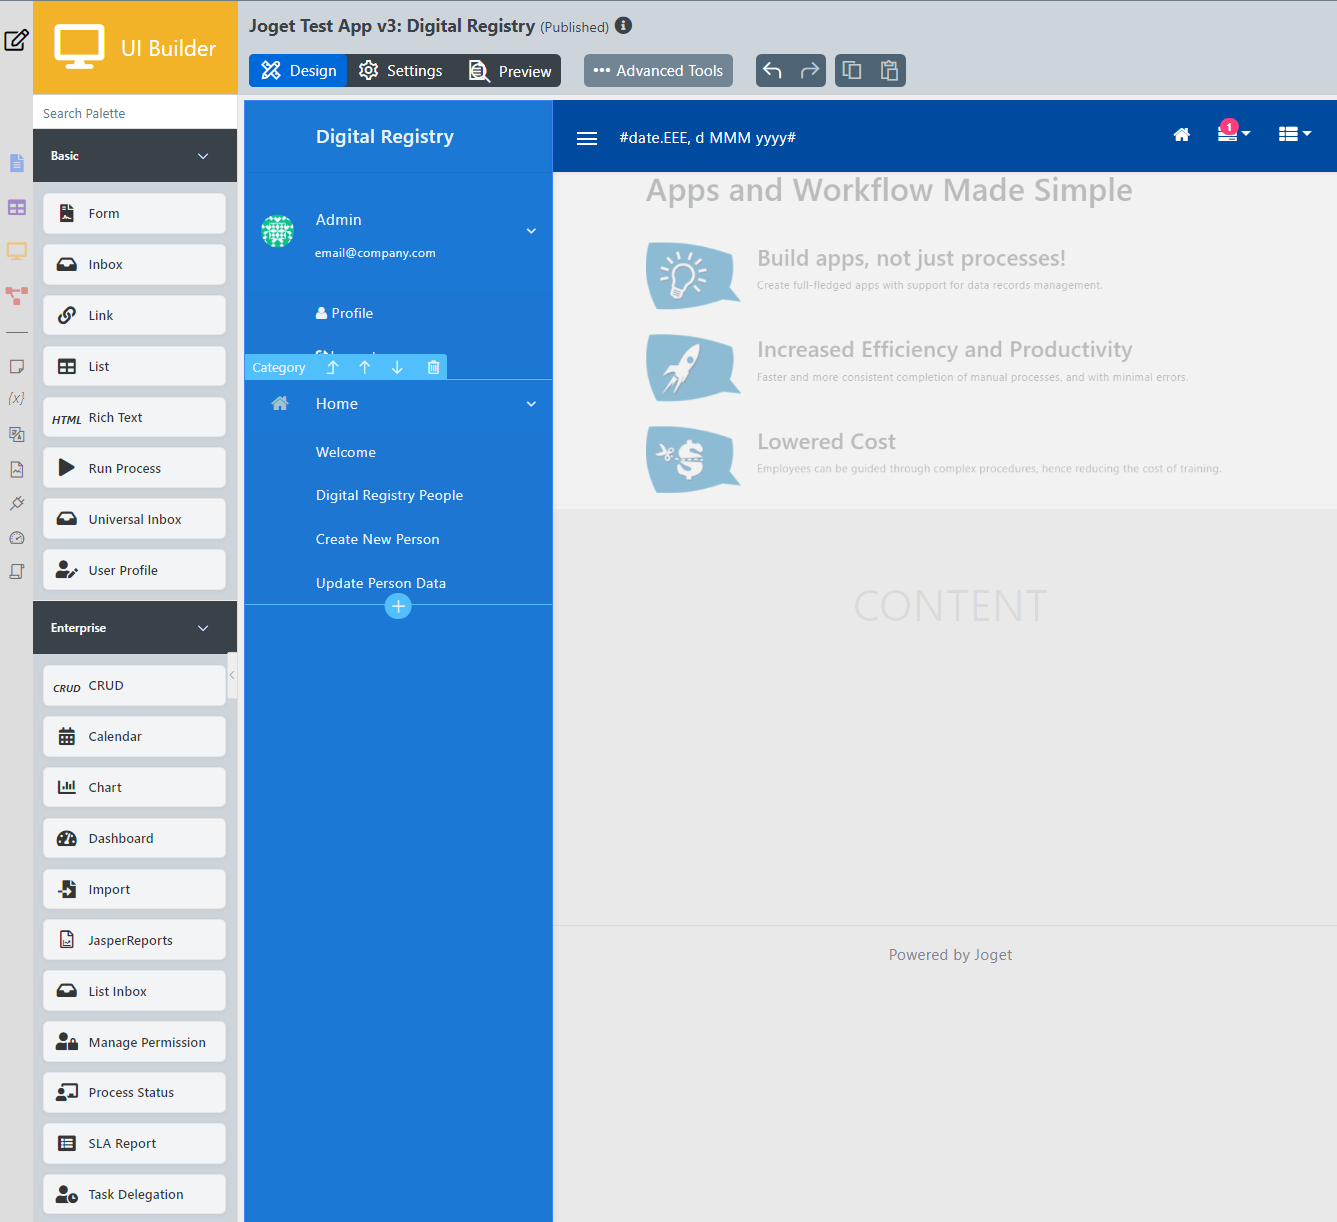 UI Builder
Joget Test App v3: Digital Registry (Published)
Design
Settings
Preview
Advanced Tools
Search Palette
Basic
Form
Inbox
Link
List
HTML Rich Text
Run Process
Universal Inbox
User Profile
Enterprise
CRUD CRUD
Calendar
Chart
Dashboard
Import
JasperReports
List Inbox
Manage Permission
Process Status
SLA Report
Task Delegation
{x}
Digital Registry
Admin
email@company.com
Profile
Category
Home
Welcome
Digital Registry People
Create New Person
Update Person Data
#date.EEE, d MMM yyyy#
1
Apps and Workflow Made Simple
Build apps, not just processes!
Create full-fledged apps with support for data records management.
Increased Efficiency and Productivity
Faster and more consistent completion of manual processes, and with minimal errors.
Lowered Cost
Employees can be guided through complex procedures, hence reducing the cost of training.
CONTENT
Powered by Joget